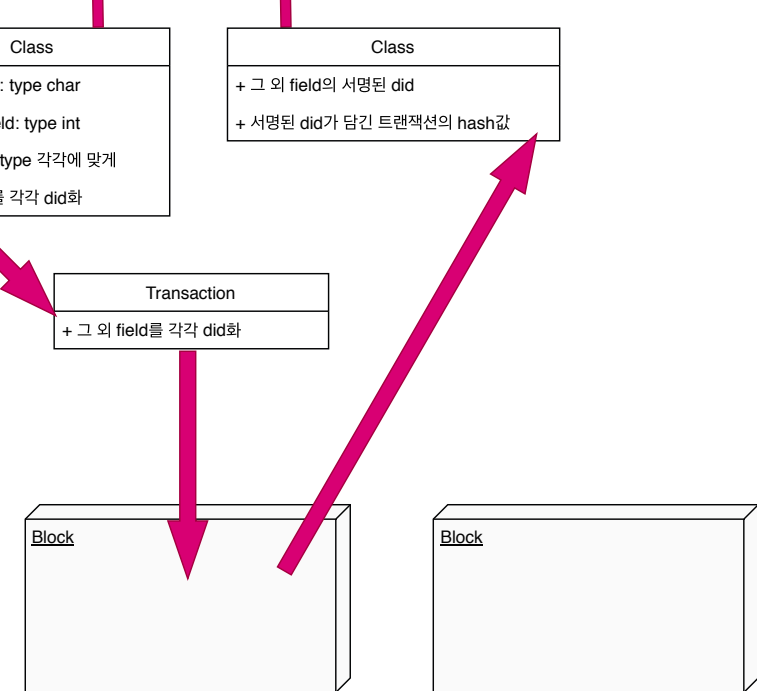 Class
: type char
ld: type int
type 각각에 맞게
를 각각 did화
Class
+ 그 외 field의 서명된 did
+ 서명된 did가 담긴 트랜잭션의 hash값
Transaction
+ 그 외 field를 각각 did화
Block
Block